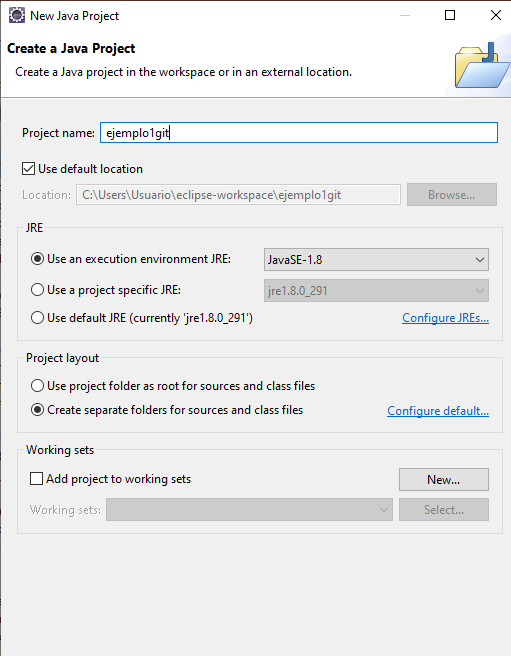 New Java Project
Create a Java Project
Create a Java project in the workspace or in an external location.
Project name: ejemplo1git
Use default location
Location: C:\Users\Usuario\eclipse-workspace\ejemplo1git Browse...
JRE
Use an execution environment JRE: JavaSE-1.8
Use a project specific JRE: jre1.8.0_291
Use default JRE (currently 'jre1.8.0_291') Configure JREs...
Project layout
Use project folder as root for sources and class files
Create separate folders for sources and class files Configure default...
Working sets
Add project to working sets New...
Working sets: Select...